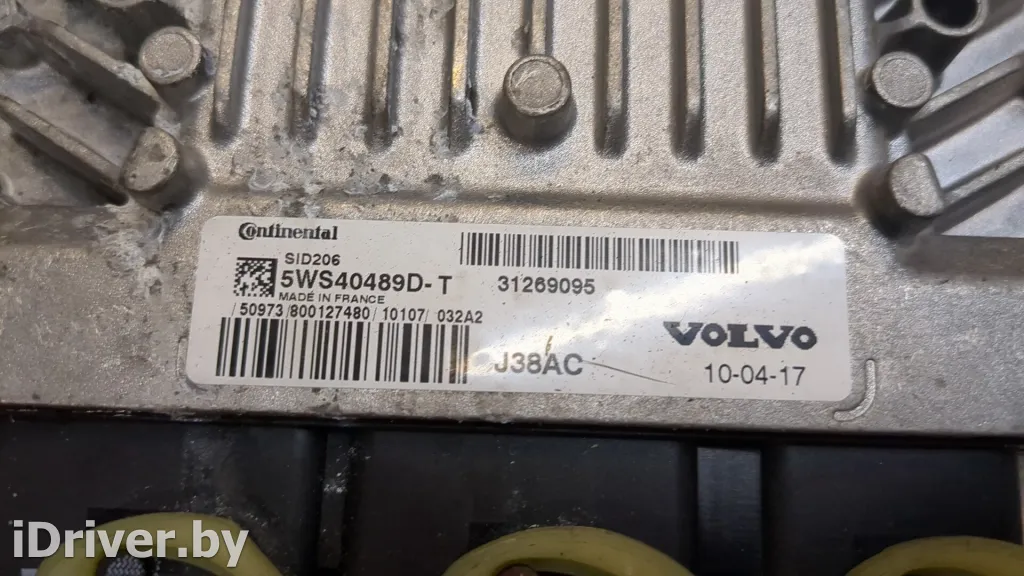 Continental
SID206
5WS40489D-T
31269095
MADE IN FRANCE
/50973/800127480/10107/032A2
VOLVO
J38AC
10-04-17
iDriver.by